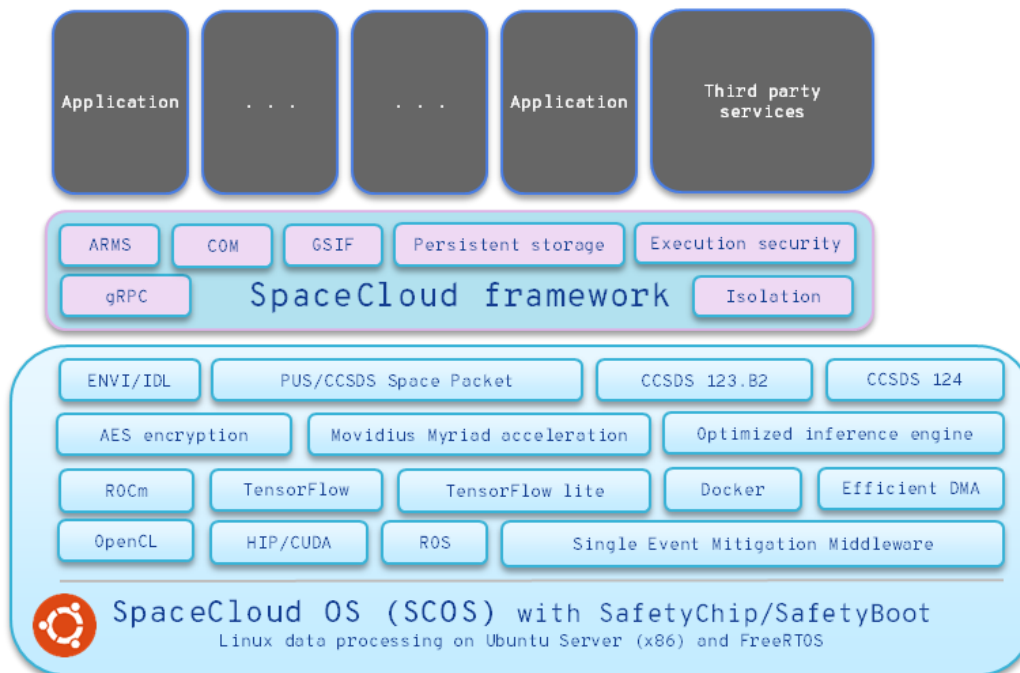 Application
. . .
. . .
Application
Third party
services
ARMS
COM
GSIF
Persistent storage
Execution security
gRPC
SpaceCloud framework
Isolation
ENVI/IDL
PUS/CCSDS Space Packet
CCSDS 123.B2
CCSDS 124
AES encryption
Movidius Myriad acceleration
Optimized inference engine
ROCm
TensorFlow
TensorFlow lite
Docker
Efficient DMA
OpenCL
HIP/CUDA
ROS
Single Event Mitigation Middleware
SpaceCloud OS (SCOS) with SafetyChip/SafetyBoot
Linux data processing on Ubuntu Server (x86) and FreeRTOS